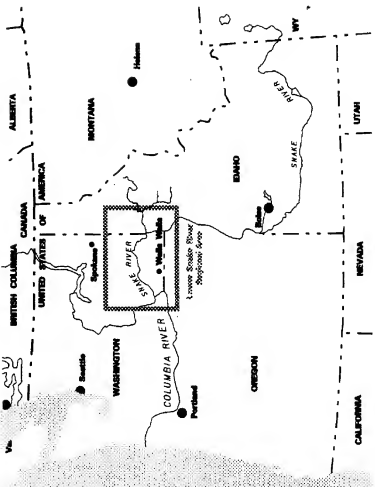 BRITISH COLUMBIA
ALBERTA
CANADA
UNITED STATES OF AMERICA
Seattle
Spokane
WASHINGTON
MONTANA
Helena
SNAKE RIVER
Walla Walla
COLUMBIA RIVER
Portland
Lower Snake River
IDAHO
WY
OREGON
Boise
SNAKE RIVER
CALIFORNIA
NEVADA
UTAH